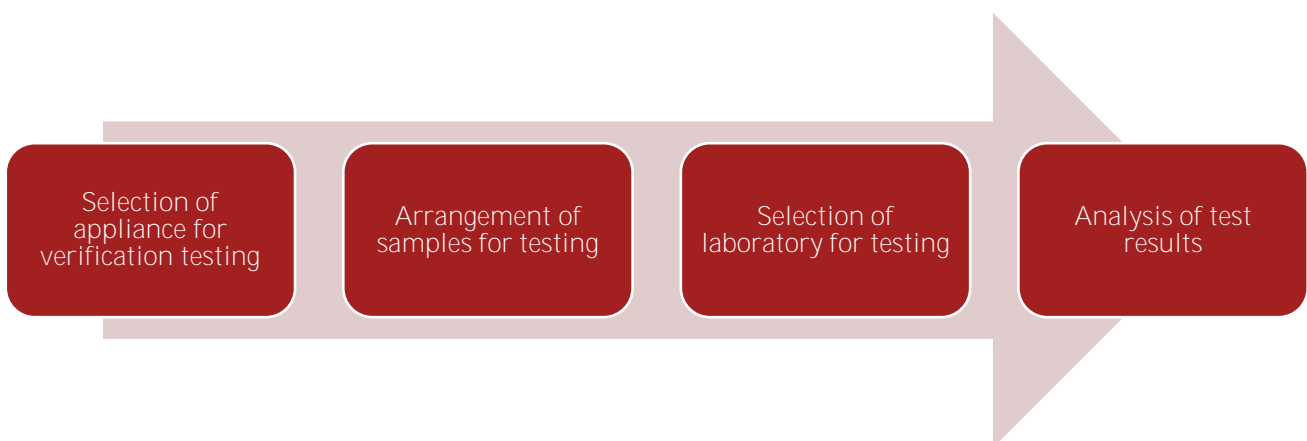 Selection of
appliance for
verification testing
Arrangement of
samples for testing
Selection of
laboratory for testing
Analysis of test
results